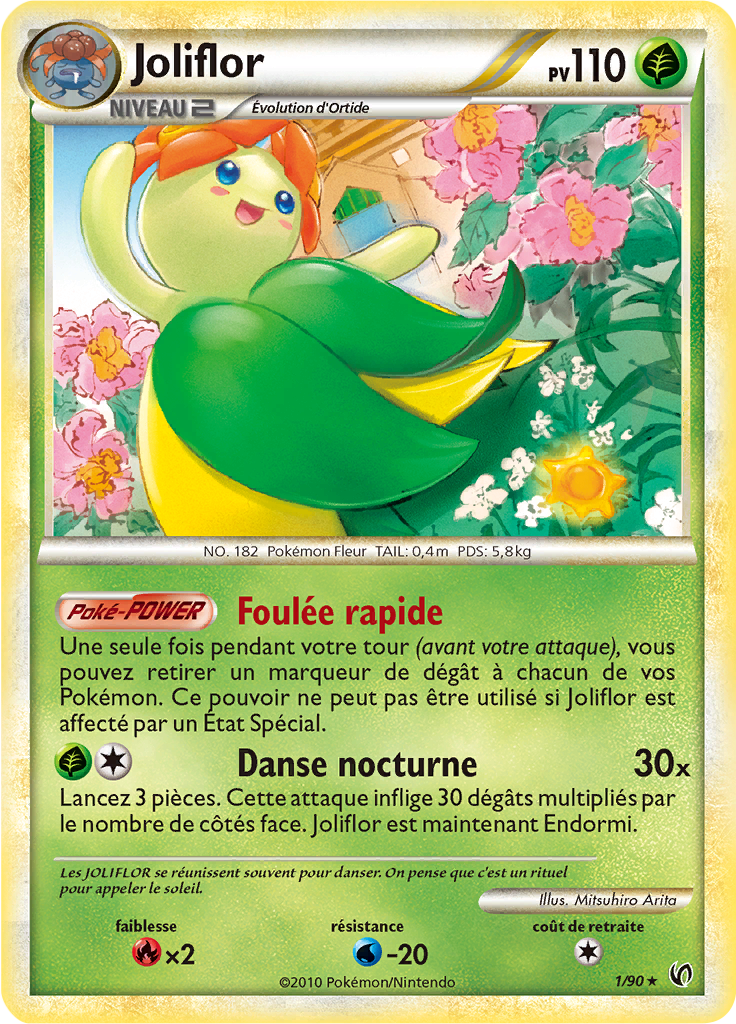 Joliflor
PV110
NIVEAU 2
Évolution d'Ortide
NO. 182 Pokémon Fleur TAIL: 0,4m PDS: 5,8kg
Poké-POWER Foulée rapide
Une seule fois pendant votre tour (avant votre attaque), vous
pouvez retirer un marqueur de dégât à chacun de vos
Pokémon. Ce pouvoir ne peut pas être utilisé si Joliflor est
affecté par un État Spécial.
Danse nocturne 30x
Lancez 3 pièces. Cette attaque inflige 30 dégâts multipliés par
le nombre de côtés face. Joliflor est maintenant Endormi.
Les JOLIFLOR se réunissent souvent pour danser. On pense que c'est un rituel
pour appeler le soleil.
Illus. Mitsuhiro Arita
faiblesse résistance coût de retraite
x2 -20
©2010 Pokémon/Nintendo
1/90 ★